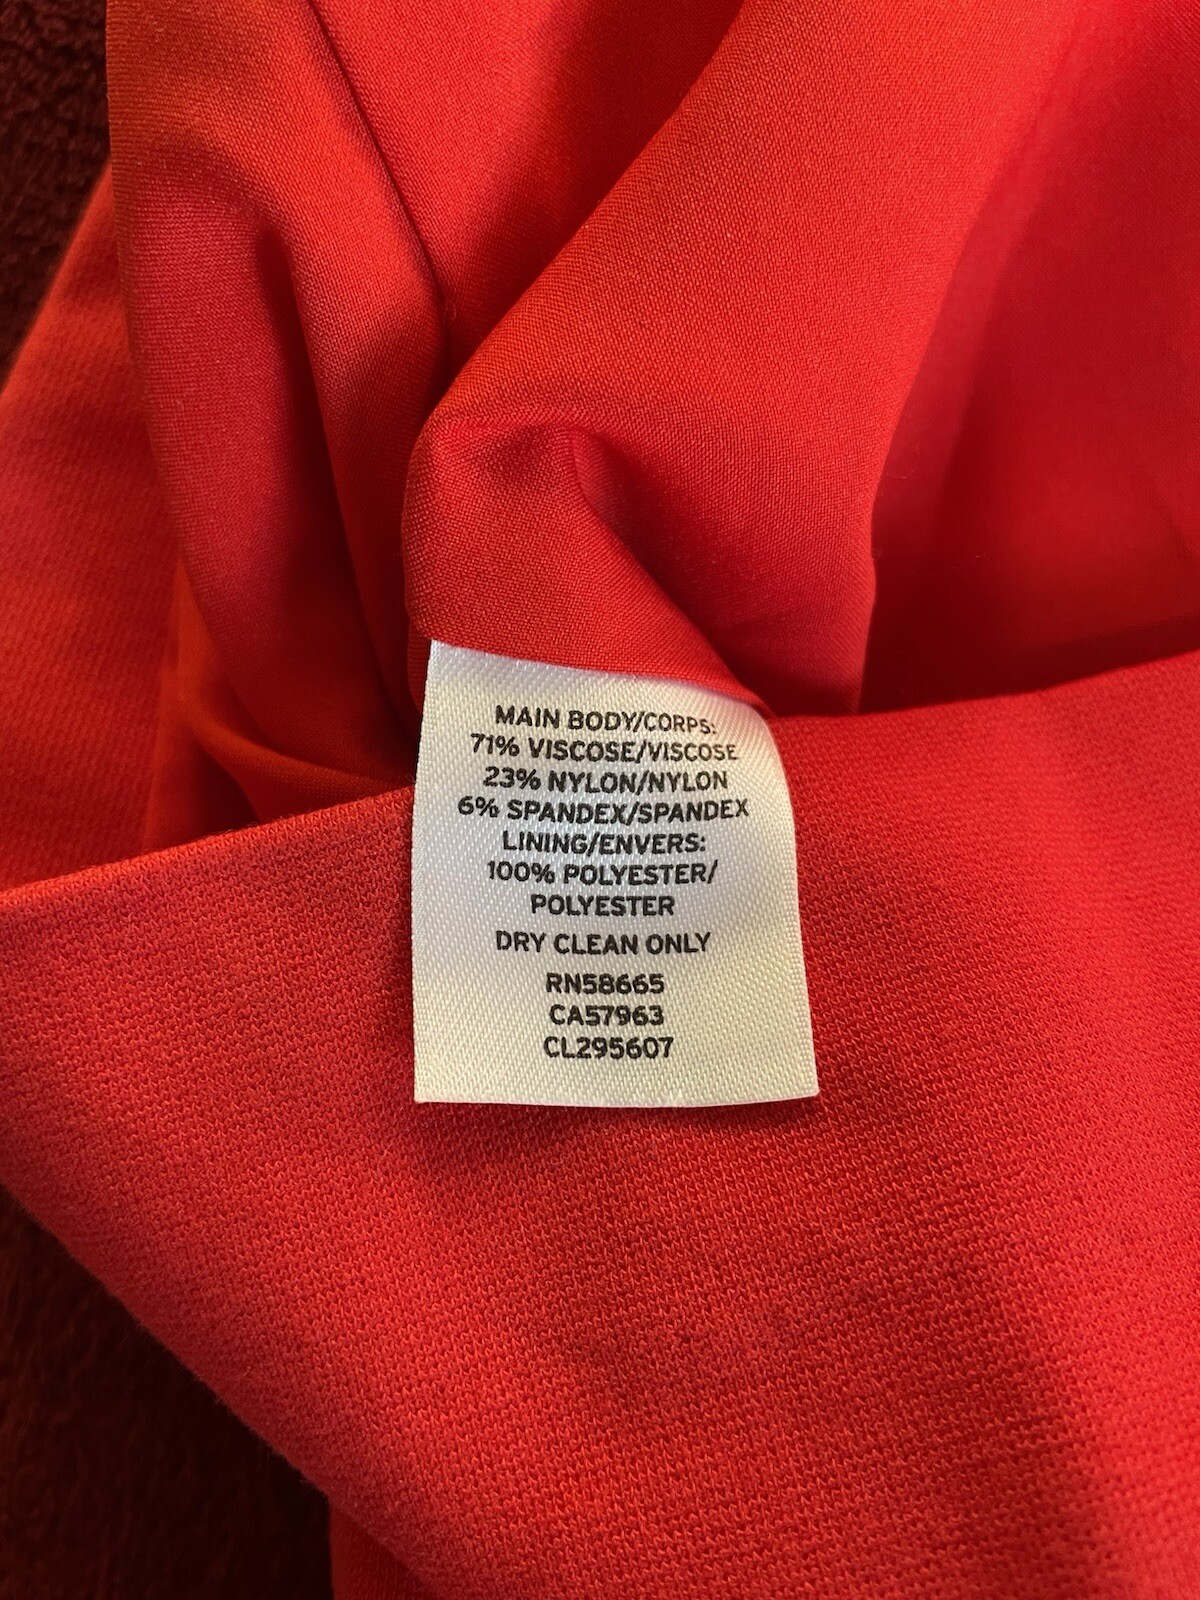 MAIN BODY/CORPS:
71% VISCOSE/VISCOSE
23% NYLON/NYLON
6% SPANDEX/SPANDEX
LINING/ENVERS:
100% POLYESTER/
POLYESTER
DRY CLEAN ONLY
RN58665
CA57963
CL295607